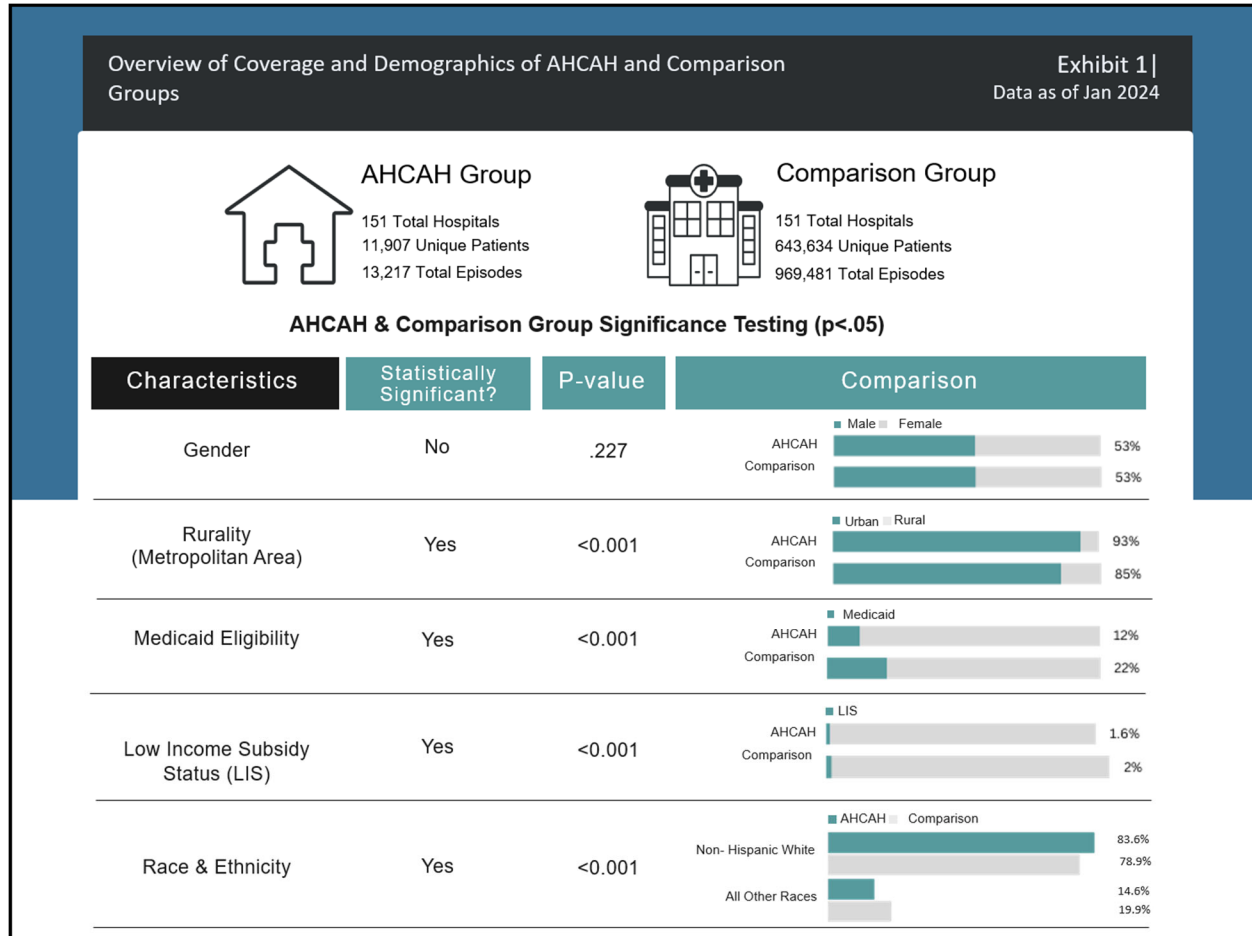 Overview of Coverage and Demographics of AHCAH and Comparison
Groups
Exhibit 1|
Data as of Jan 2024
AHCAH Group
151 Total Hospitals
11,907 Unique Patients
13,217 Total Episodes
Comparison Group
151 Total Hospitals
643,634 Unique Patients
969,481 Total Episodes
AHCAH & Comparison Group Significance Testing (p<.05)
Characteristics
Statistically
Significant?
P-value
Comparison
Gender
No
.227
Male Female
AHCAH
53%
Comparison
53%
Rurality
(Metropolitan Area)
Yes
<0.001
Urban Rural
AHCAH
93%
Comparison
85%
Medicaid Eligibility
Yes
<0.001
Medicaid
AHCAH
12%
Comparison
22%
Low Income Subsidy
Status (LIS)
Yes
<0.001
LIS
AHCAH
1.6%
Comparison
2%
Race & Ethnicity
Yes
<0.001
AHCAH Comparison
Non- Hispanic White
83.6%
78.9%
All Other Races
14.6%
19.9%